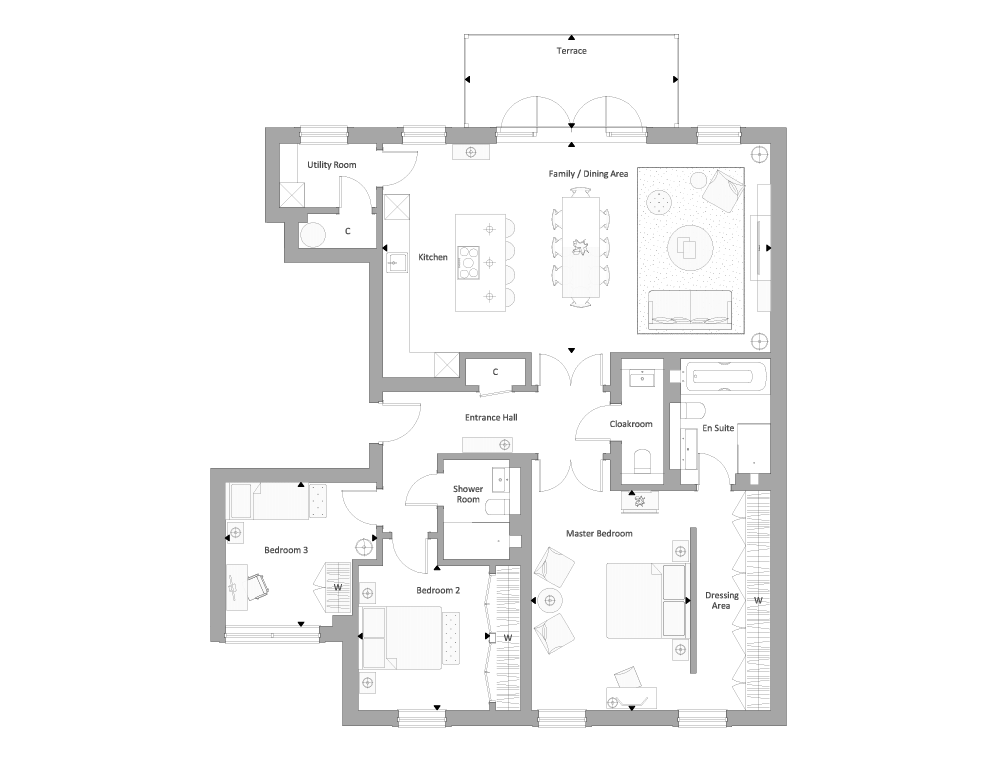 Terrace
Utility Room
Family / Dining Area
C
Kitchen
C
Entrance Hall
Cloakroom
En Suite
Shower
Room
Master Bedroom
Bedroom 3
W
Bedroom 2
Dressing
Area
W
W